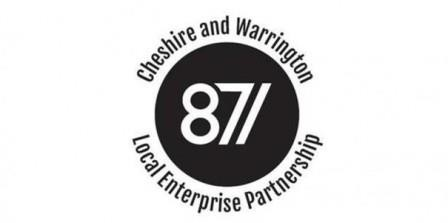 Cheshire and Warrington
871
Local Enterprise Partnership